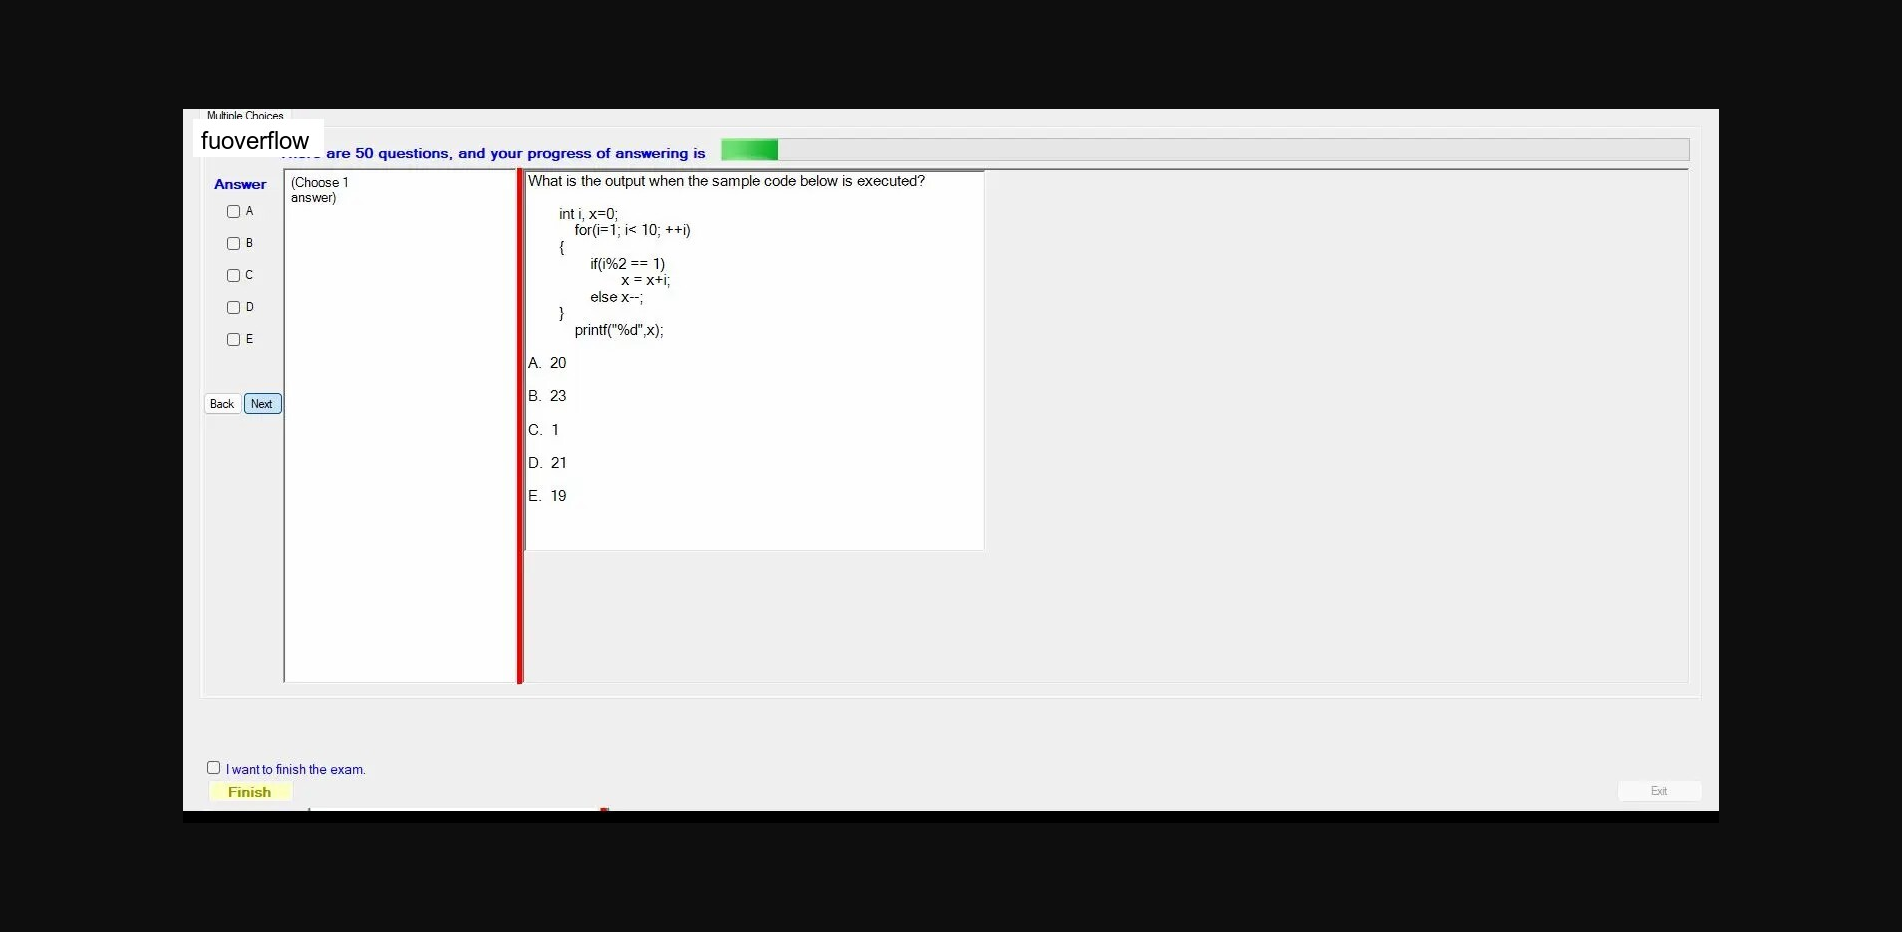 Multiple Choices
fuoverflow
are 50 questions, and your progress of answering is
Answer
A
B
C
D
E
Back Next
(Choose 1
answer)
What is the output when the sample code below is executed?
int i, x=0;
for(i=1; i< 10; ++i)
{
if(i%2 == 1)
x = x+i;
else x--;
}
printf("%d",x);
A. 20
B. 23
C. 1
D. 21
E. 19
I want to finish the exam.
Finish
Exit